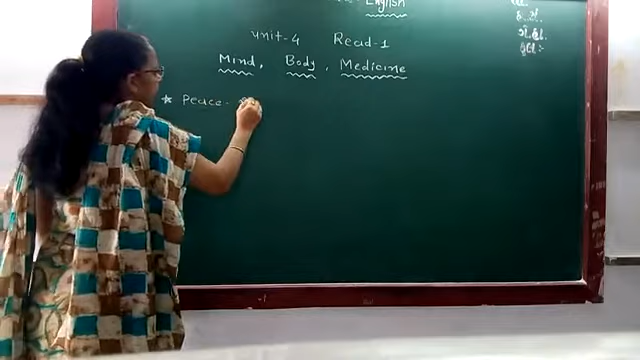 English
unit-4 Read-1
Mind, Body, Medicine
* Peace -